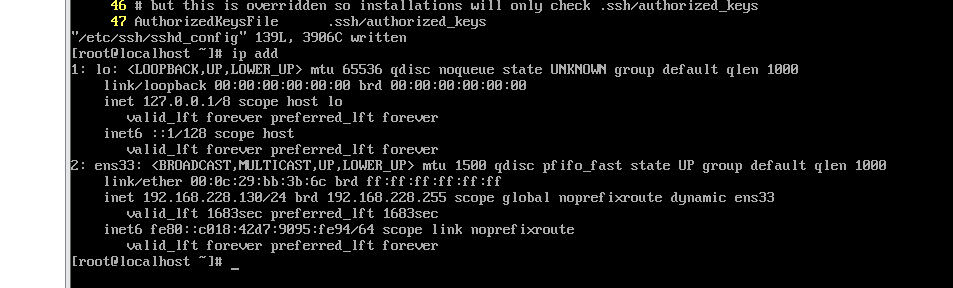 46 # but this is overridden so installations will only check .ssh/authorized_keys
47 AuthorizedKeysFile      .ssh/authorized_keys
"/etc/ssh/sshd_config" 139L, 3906C written
[root@localhost ~]# ip add
1: lo: <LOOPBACK,UP,LOWER_UP> mtu 65536 qdisc noqueue state UNKNOWN group default qlen 1000
    link/loopback 00:00:00:00:00:00 brd 00:00:00:00:00:00
    inet 127.0.0.1/8 scope host lo
       valid_lft forever preferred_lft forever
    inet6 ::1/128 scope host
       valid_lft forever preferred_lft forever
2: ens33: <BROADCAST,MULTICAST,UP,LOWER_UP> mtu 1500 qdisc pfifo_fast state UP group default qlen 1000
    link/ether 00:0c:29:bb:3b:6c brd ff:ff:ff:ff:ff:ff
    inet 192.168.228.130/24 brd 192.168.228.255 scope global noprefixroute dynamic ens33
       valid_lft 1683sec preferred_lft 1683sec
    inet6 fe80::c018:42d7:9095:fe94/64 scope link noprefixroute
       valid_lft forever preferred_lft forever
[root@localhost ~]# _